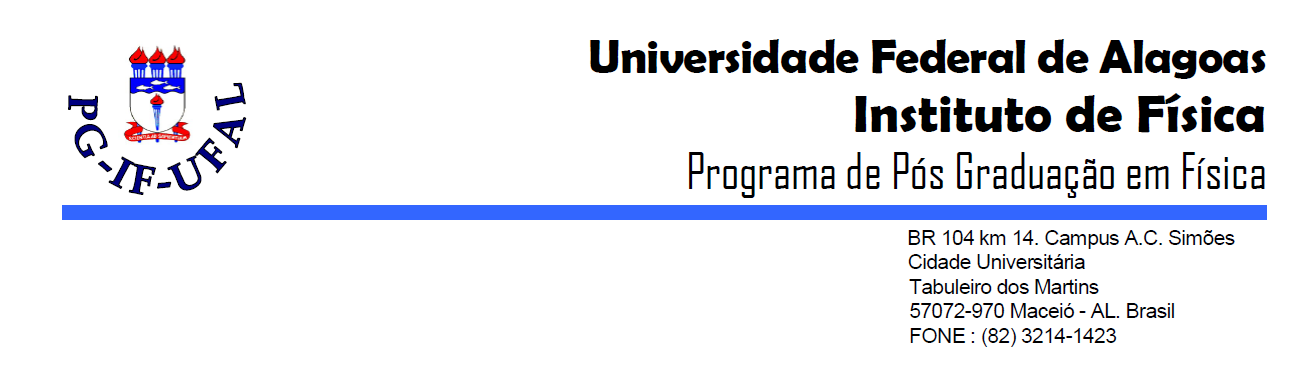 PG-IF-UFAL
Universidade Federal de Alagoas
Instituto de Física
Programa de Pós Graduação em Física
BR 104 km 14. Campus A.C. Simões
Cidade Universitária
Tabuleiro dos Martins
57072-970 Maceió - AL. Brasil
FONE : (82) 3214-1423